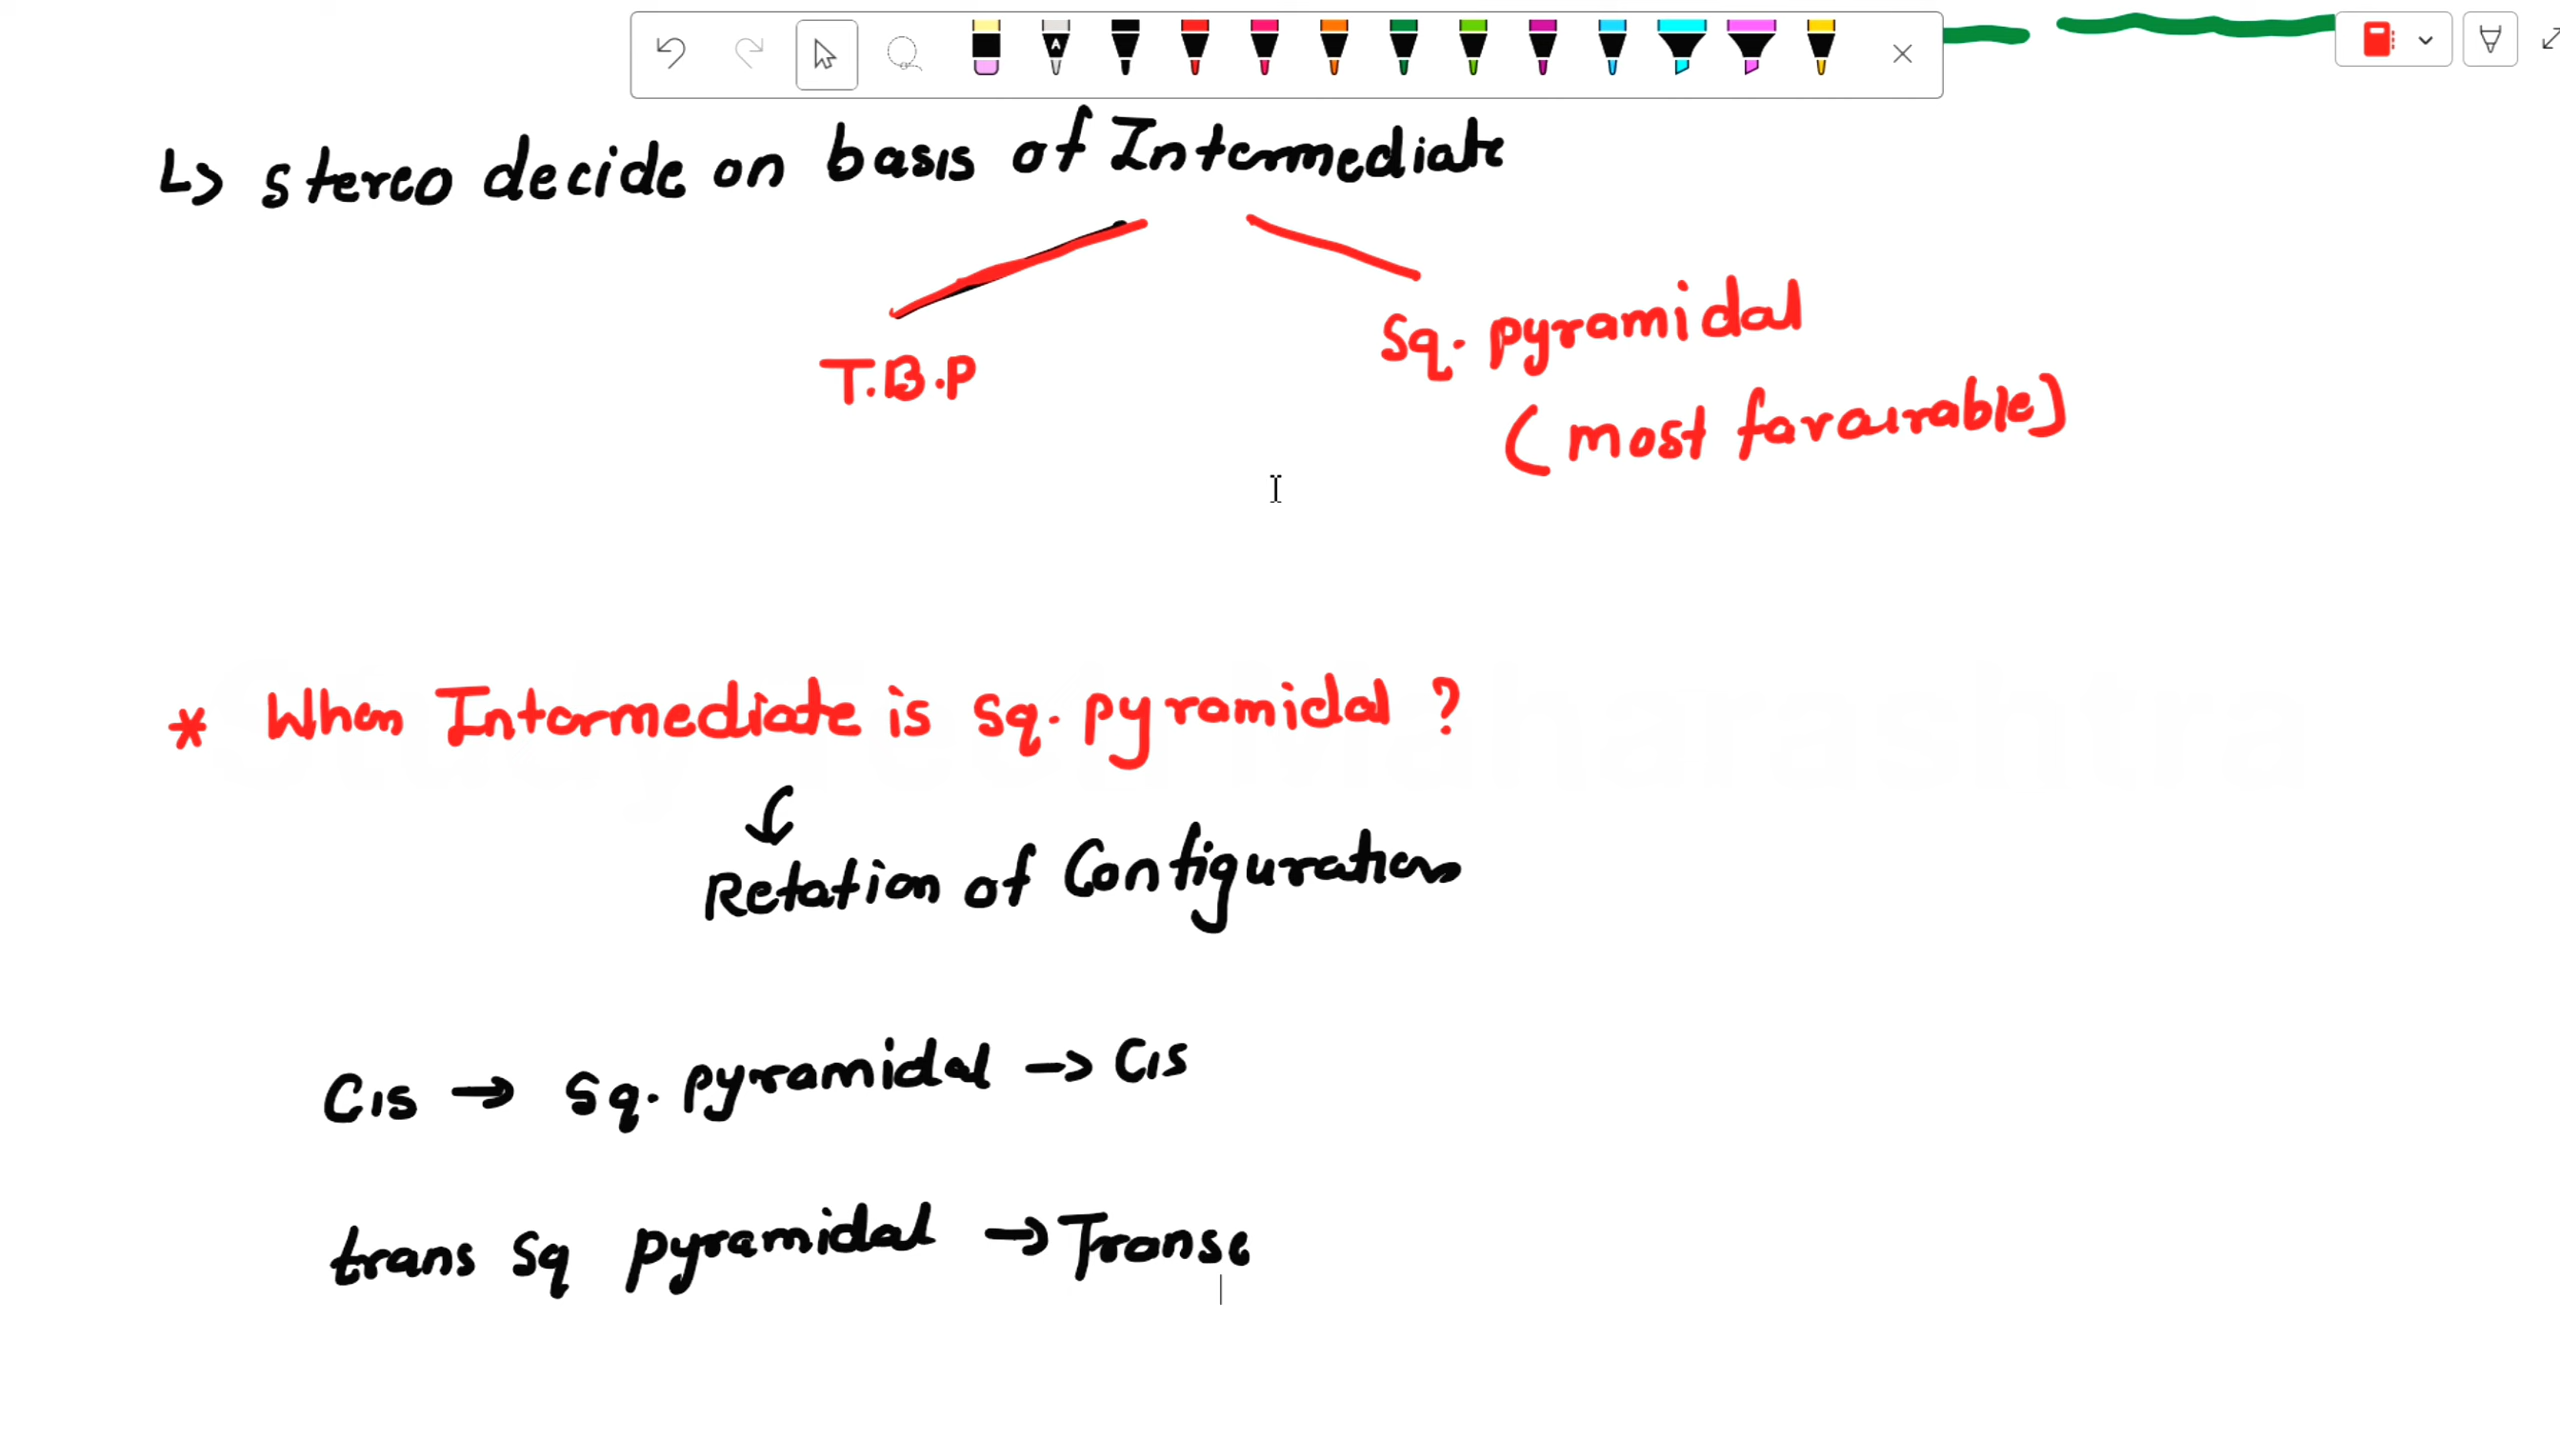 ↳ stereo decide on basis of Intermediate
T.B.P
Sq. pyramidal
(most favourable)
* When Intermediate is sq. pyramidal ?
Retation of Configuration
Cis → sq. pyramidal → Cis
trans sq pyramidal → Transe